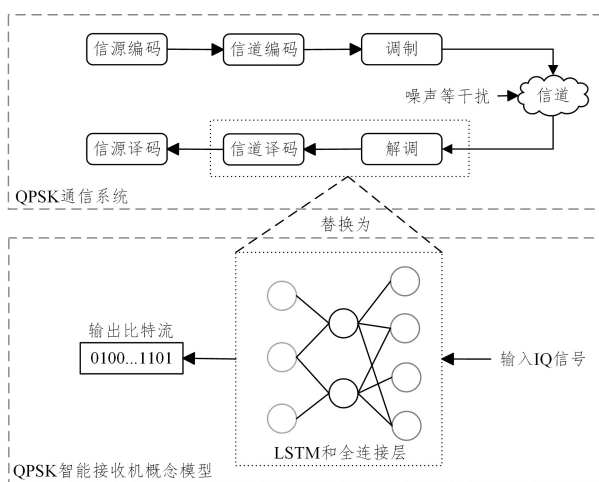 信源编码
信道编码
调制
噪声等干扰
信道
信源译码
信道译码
解调
QPSK通信系统
替换为
输出比特流
0100...1101
输入IQ信号
LSTM和全连接层
QPSK智能接收机概念模型